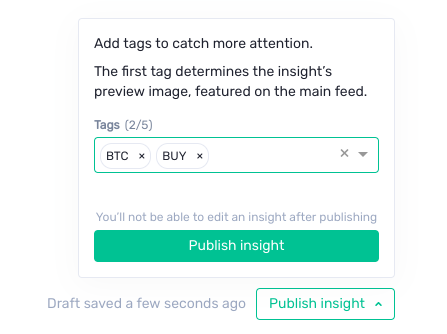 Add tags to catch more attention.
The first tag determines the insight's
preview image, featured on the main feed.
Tags (2/5)
BTC × BUY × ×
You'll not be able to edit an insight after publishing
Publish insight
Draft saved a few seconds ago Publish insight